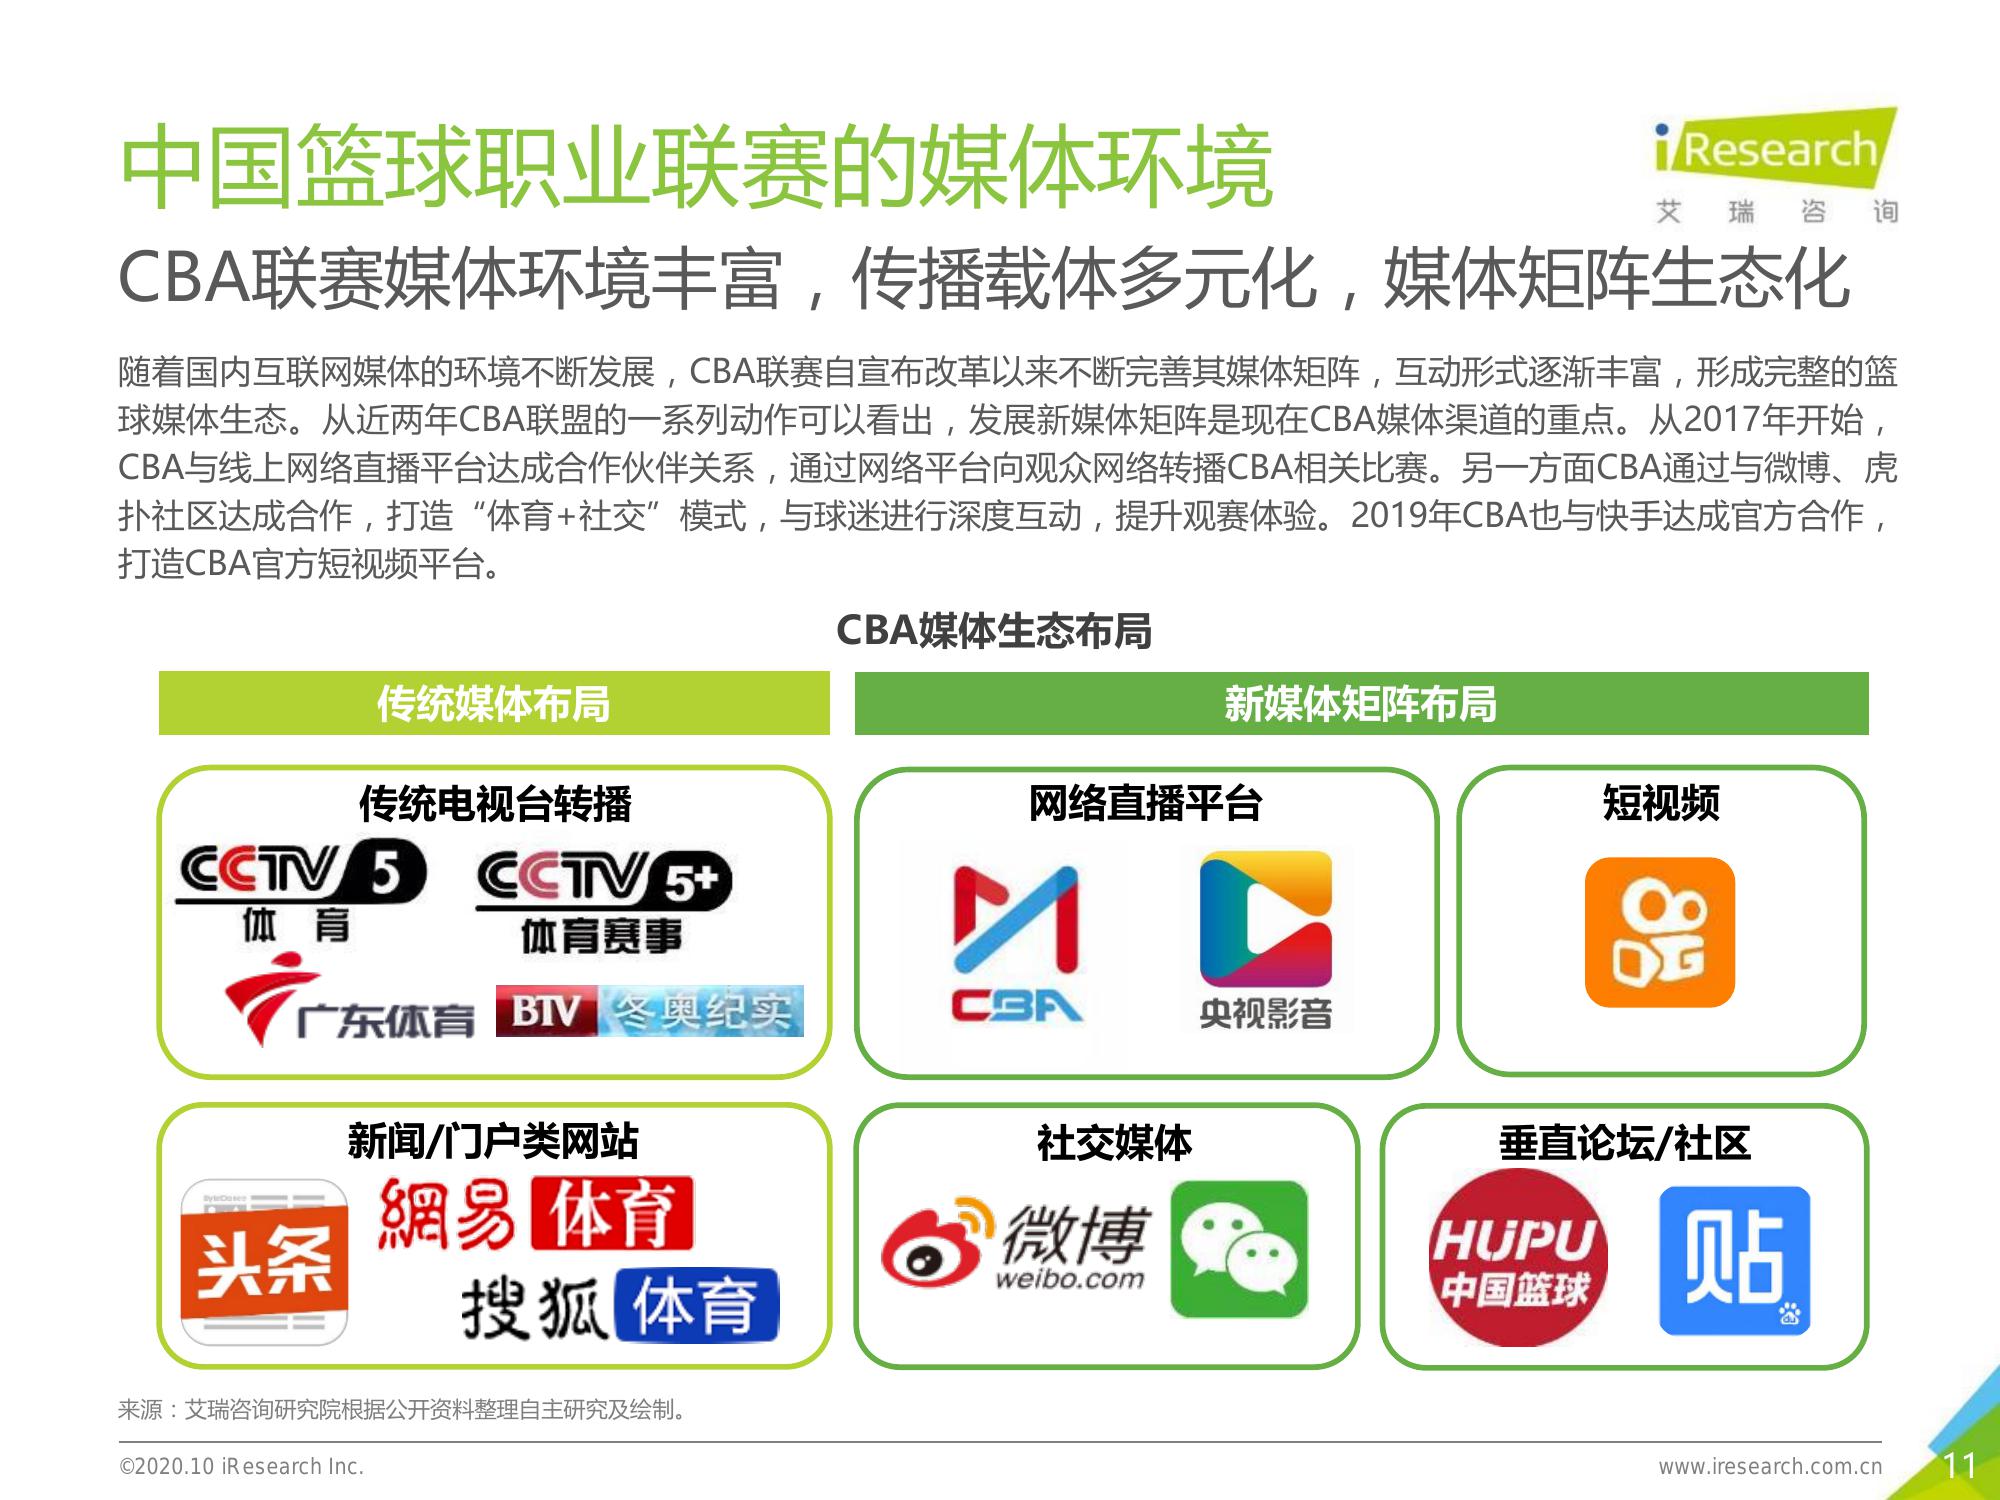 中国篮球职业联赛的媒体环境
iResearch
艾瑞咨询
CBA联赛媒体环境丰富，传播载体多元化，媒体矩阵生态化
随着国内互联网媒体的环境不断发展，CBA联赛自宣布改革以来不断完善其媒体矩阵，互动形式逐渐丰富，形成完整的篮
球媒体生态。从近两年CBA联盟的一系列动作可以看出，发展新媒体矩阵是现在CBA媒体渠道的重点。从2017年开始，
CBA与线上网络直播平台达成合作伙伴关系，通过网络平台向观众网络转播CBA相关比赛。另一方面CBA通过与微博、虎
扑社区达成合作，打造“体育+社交”模式，与球迷进行深度互动，提升观赛体验。2019年CBA也与快手达成官方合作，
打造CBA官方短视频平台。
CBA媒体生态布局
传统媒体布局
新媒体矩阵布局
传统电视台转播
CCTV 5
体育
CCTV 5+
体育赛事
广东体育
BTV 冬奥纪实
网络直播平台
CBA
央视影音
短视频
新闻/门户类网站
ByteDance
头条
網易体育
搜狐体育
社交媒体
微博
weibo.com
垂直论坛/社区
HUPU
中国篮球
贴
du
来源：艾瑞咨询研究院根据公开资料整理自主研究及绘制。
©2020.10 iResearch Inc.
www.iresearch.com.cn
11